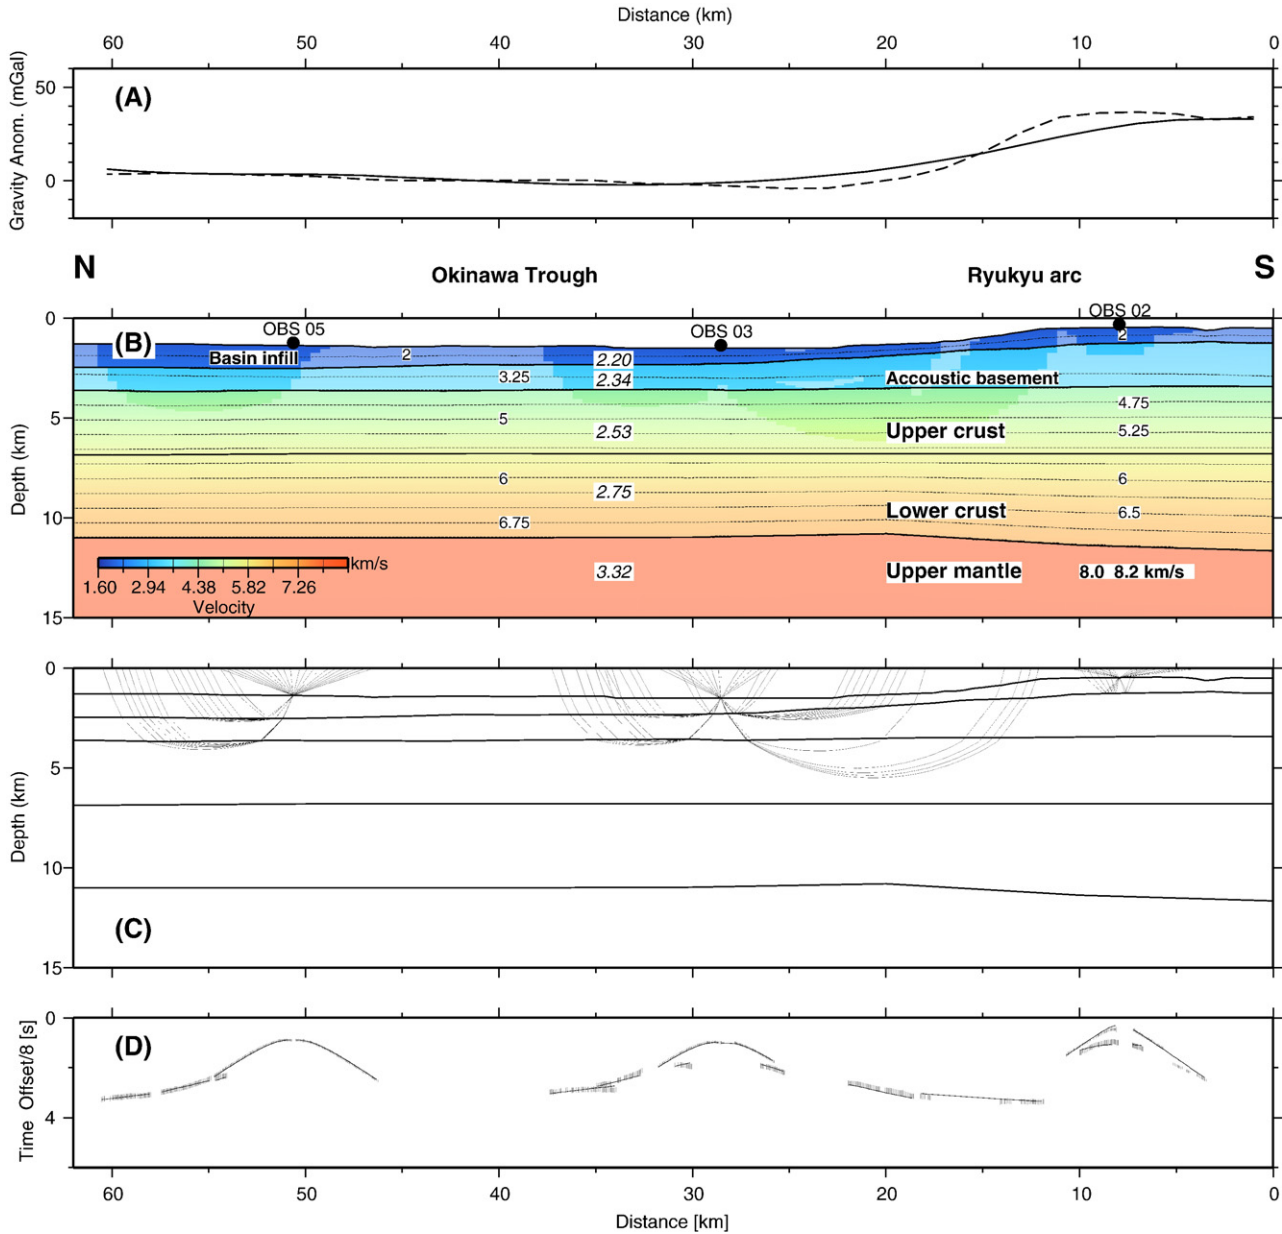 Distance (km)
60 50 40 30 20 10 0
50
0
Gravity Anom. (mGal)
(A)
N Okinawa Trough Ryukyu arc S
OBS 05 OBS 03 OBS 02
(B)
0
5
10
15
Depth (km)
Basin infill 2 2.20 2
3.25 2.34 Accoustic basement
4.75
5 2.53 Upper crust 5.25
6 2.75 6
Lower crust 6.5
6.75
km/s
3.32 Upper mantle 8.0 8.2 km/s
1.60 2.94 4.38 5.82 7.26
Velocity
0
5
10
15
Depth (km)
(C)
0
4
Time Offset/8 [s]
(D)
60 50 40 30 20 10 0
Distance [km]